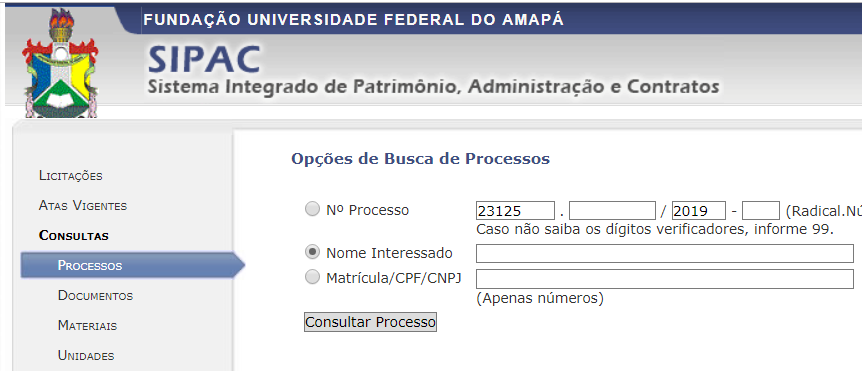 FUNDAÇÃO UNIVERSIDADE FEDERAL DO AMAPÁ
SIPAC
Sistema Integrado de Patrimônio, Administração e Contratos
Licitações
Atas Vigentes
Consultas
Processos
Documentos
Materiais
Unidades
Opções de Busca de Processos
Nº Processo 23125 . / 2019 - (Radical.Nú
Caso não saiba os dígitos verificadores, informe 99.
Nome Interessado
Matrícula/CPF/CNPJ
(Apenas números)
Consultar Processo